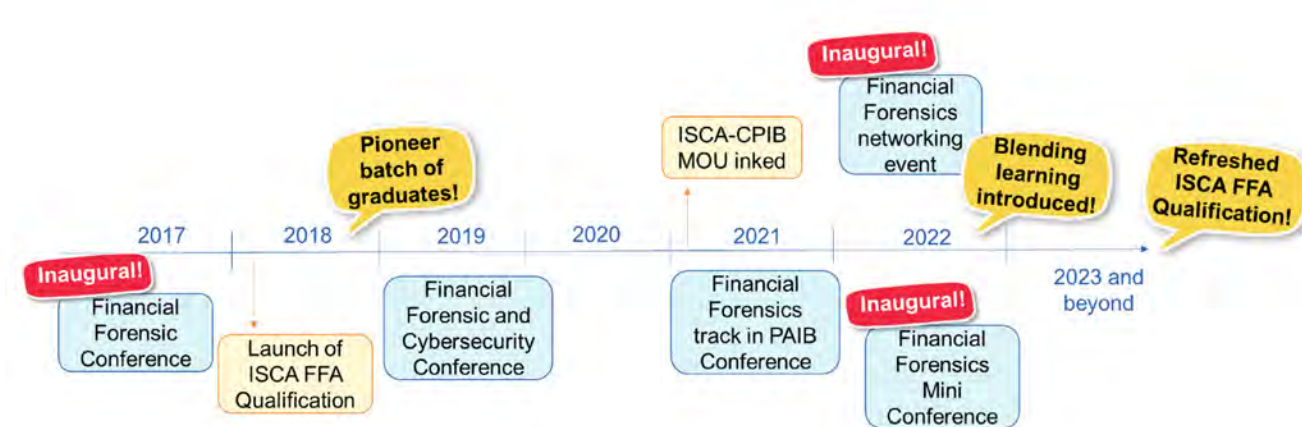 Inaugural!
Financial
Forensics
networking
event
Pioneer
batch of
graduates!
ISCA-CPIB
MOU inked
Blending
learning
introduced!
Refreshed
ISCA FFA
Qualification!
2017
2018
2019
2020
2021
2022
2023 and
beyond
Inaugural!
Financial
Forensic
Conference
Launch of
ISCA FFA
Qualification
Financial
Forensic and
Cybersecurity
Conference
Financial
Forensics
track in PAIB
Conference
Inaugural!
Financial
Forensics
Mini
Conference